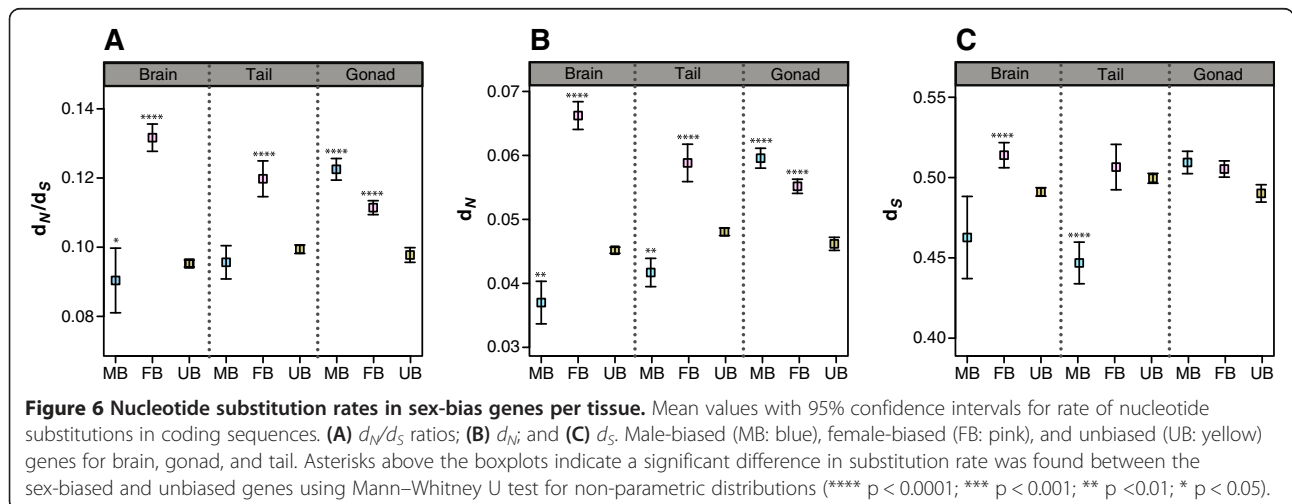 A
B
C
Brain Tail Gonad
Brain Tail Gonad
Brain Tail Gonad
dN/dS
0.14
0.12
0.10
0.08
* **** **** **** ****
MB FB UB MB FB UB MB FB UB
dN
0.07
0.06
0.05
0.04
0.03
** **** ** **** **** ****
MB FB UB MB FB UB MB FB UB
dS
0.55
0.50
0.45
0.40
**** ****
MB FB UB MB FB UB MB FB UB
Figure 6 Nucleotide substitution rates in sex-bias genes per tissue. Mean values with 95% confidence intervals for rate of nucleotide
substitutions in coding sequences. (A) dN/dS ratios; (B) dN; and (C) dS. Male-biased (MB: blue), female-biased (FB: pink), and unbiased (UB: yellow)
genes for brain, gonad, and tail. Asterisks above the boxplots indicate a significant difference in substitution rate was found between the
sex-biased and unbiased genes using Mann–Whitney U test for non-parametric distributions (**** p < 0.0001; *** p < 0.001; ** p <0.01; * p < 0.05).